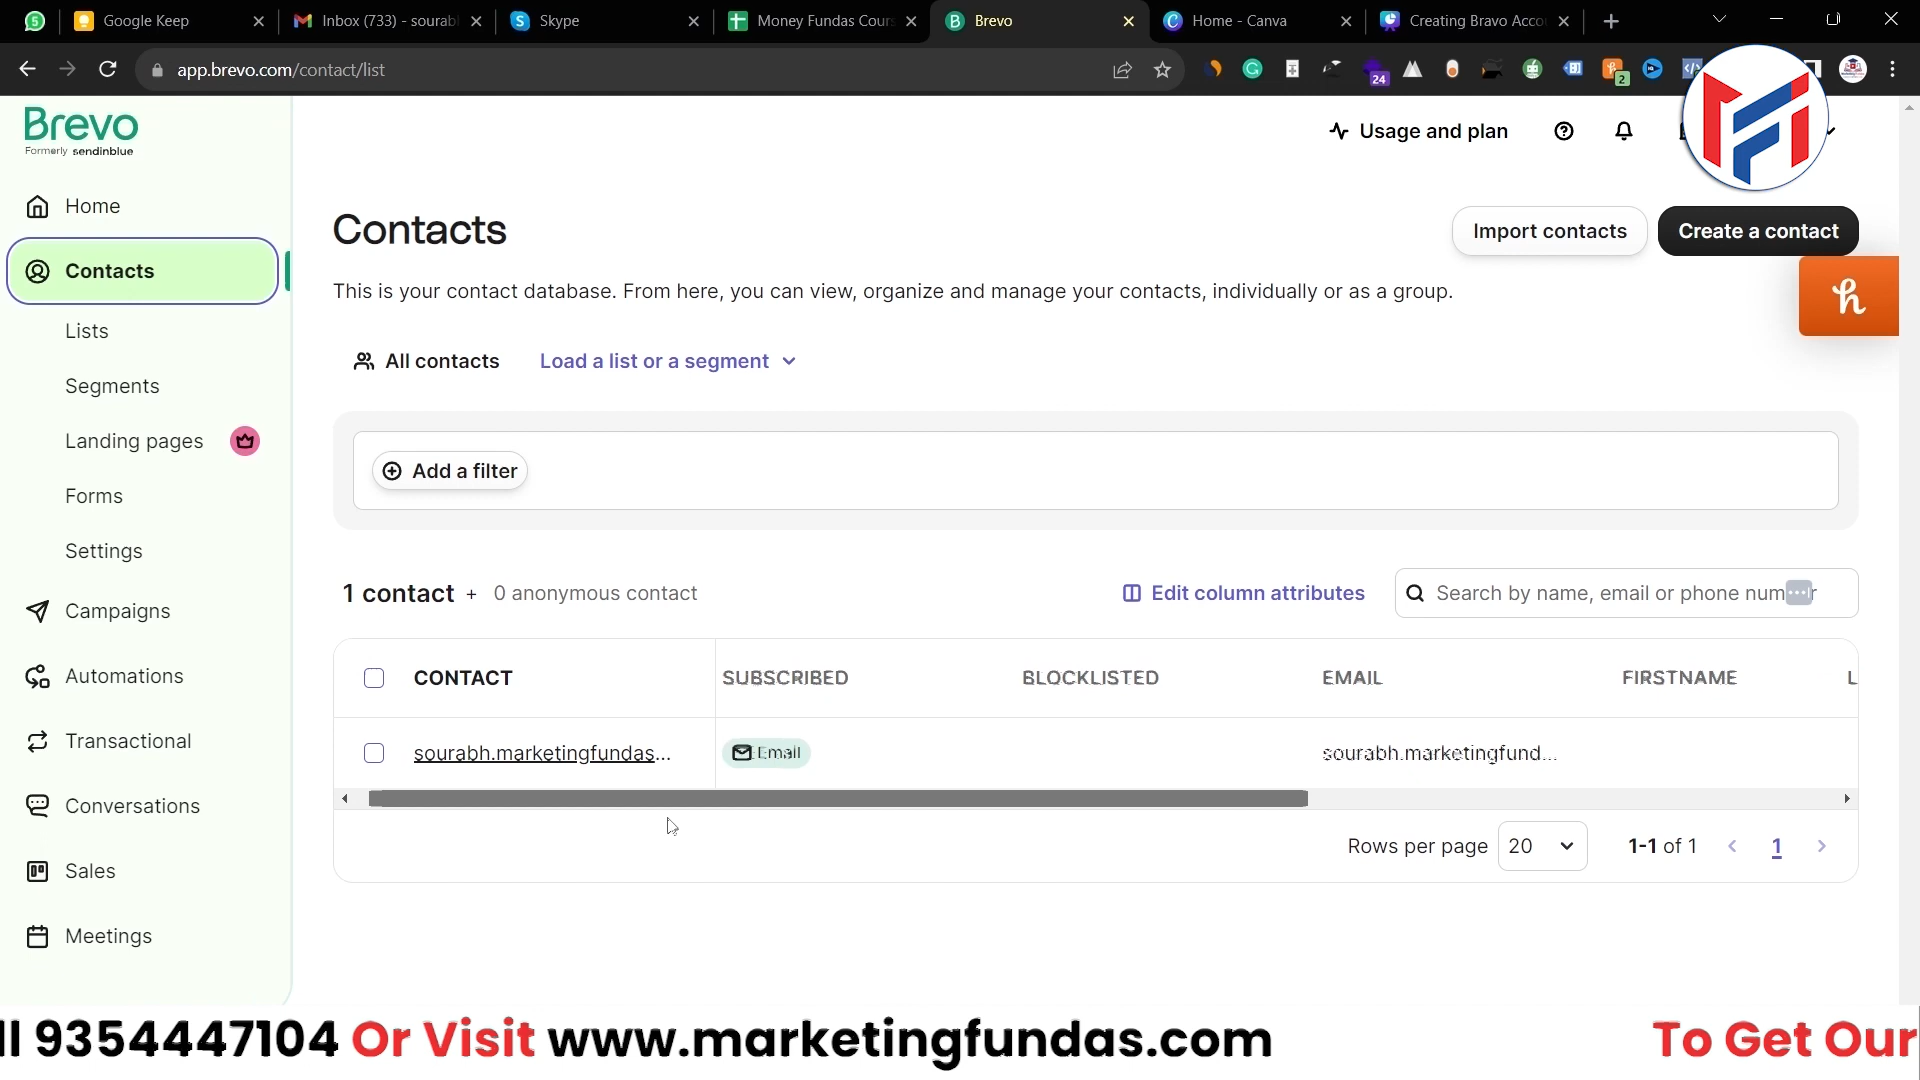 Google Keep
Inbox (733) - sourabl
Skype
Money Fundas Cours
Brevo
Home - Canva
Creating Bravo Acco
app.brevo.com/contact/list
24
2
Brevo
Formerly sendinblue
Usage and plan
Home
Contacts
Lists
Segments
Landing pages
Forms
Settings
Campaigns
Automations
Transactional
Conversations
Sales
Meetings
Contacts
Import contacts
Create a contact
This is your contact database. From here, you can view, organize and manage your contacts, individually or as a group.
All contacts
Load a list or a segment
Add a filter
1 contact + 0 anonymous contact
Edit column attributes
Search by name, email or phone num r
CONTACT SUBSCRIBED BLOCKLISTED EMAIL FIRSTNAME L
sourabh.marketingfundas... Email sourabh.marketingfund...
Rows per page 20 1-1 of 1 1
ll 9354447104 Or Visit www.marketingfundas.com To Get Our